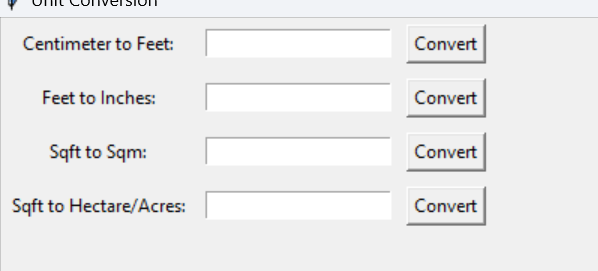 Unit Conversion
Centimeter to Feet: Convert
Feet to Inches: Convert
Sqft to Sqm: Convert
Sqft to Hectare/Acres: Convert